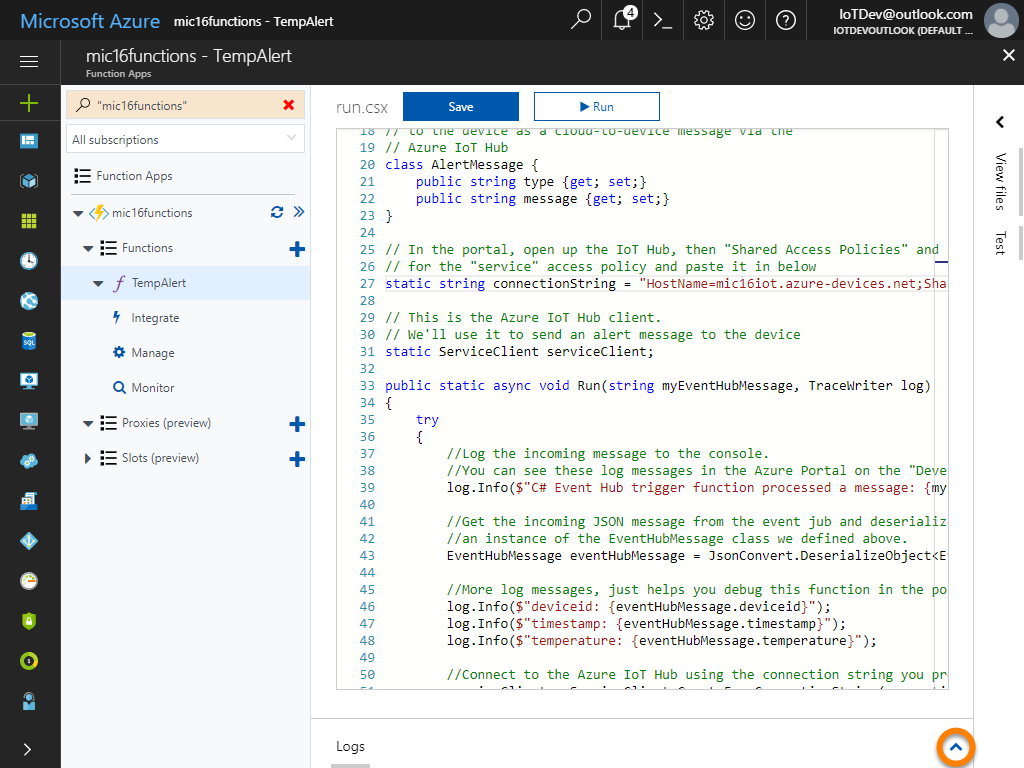 Microsoft Azure mic16functions - TempAlert
4
IoTDev@outlook.com
IOTDEVOUTLOOK (DEFAULT ...
mic16functions - TempAlert
Function Apps
"mic16functions"
All subscriptions
Function Apps
mic16functions
Functions
TempAlert
Integrate
Manage
Monitor
Proxies (preview)
Slots (preview)
run.csx
Save
Run
18 // to the device as a cloud-to-device message via the
19 // Azure IoT Hub
20 class AlertMessage {
21 public string type {get; set;}
22 public string message {get; set;}
23 }
24
25 // In the portal, open up the IoT Hub, then "Shared Access Policies" and
26 // for the "service" access policy and paste it in below
27 static string connectionString = "HostName=mic16iot.azure-devices.net;Sha
28
29 // This is the Azure IoT Hub client.
30 // We'll use it to send an alert message to the device
31 static ServiceClient serviceClient;
32
33 public static async void Run(string myEventHubMessage, TraceWriter log)
34 {
35 try
36 {
37 //Log the incoming message to the console.
38 //You can see these log messages in the Azure Portal on the "Deve
39 log.Info($"C# Event Hub trigger function processed a message: {my
40
41 //Get the incoming JSON message from the event jub and deserializ
42 //an instance of the EventHubMessage class we defined above.
43 EventHubMessage eventHubMessage = JsonConvert.DeserializeObject<E
44
45 //More log messages, just helps you debug this function in the po
46 log.Info($"deviceid: {eventHubMessage.deviceid}");
47 log.Info($"timestamp: {eventHubMessage.timestamp}");
48 log.Info($"temperature: {eventHubMessage.temperature}");
49
50 //Connect to the Azure IoT Hub using the connection string you pr
View files
Test
Logs